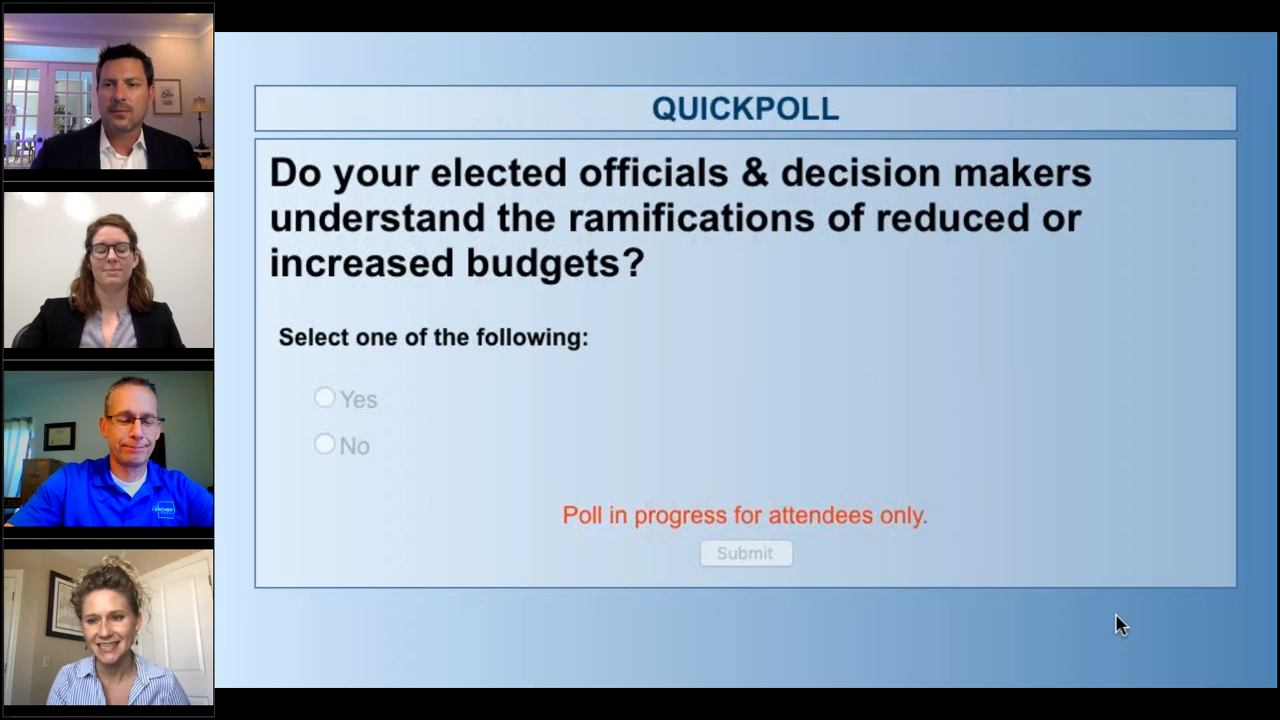 QUICKPOLL
Do your elected officials & decision makers
understand the ramifications of reduced or
increased budgets?
Select one of the following:
Yes
No
Poll in progress for attendees only.
Submit